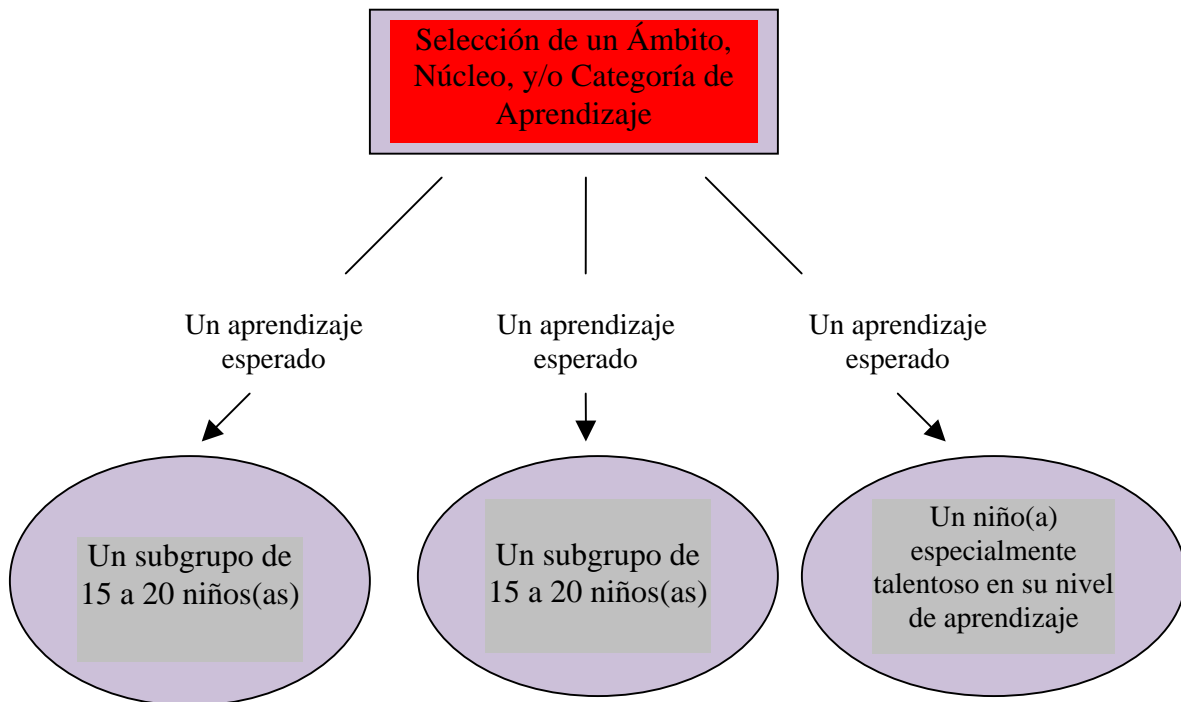 Selección de un Ámbito,
Núcleo, y/o Categoría de
Aprendizaje
Un aprendizaje
esperado
Un aprendizaje
esperado
Un aprendizaje
esperado
Un subgrupo de
15 a 20 niños(as)
Un subgrupo de
15 a 20 niños(as)
Un niño(a)
especialmente
talentoso en su nivel
de aprendizaje